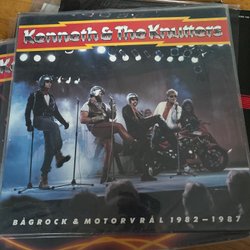 Kenneth & The Knutters
BÅGROCK & MOTORVRÅL 1982–1987